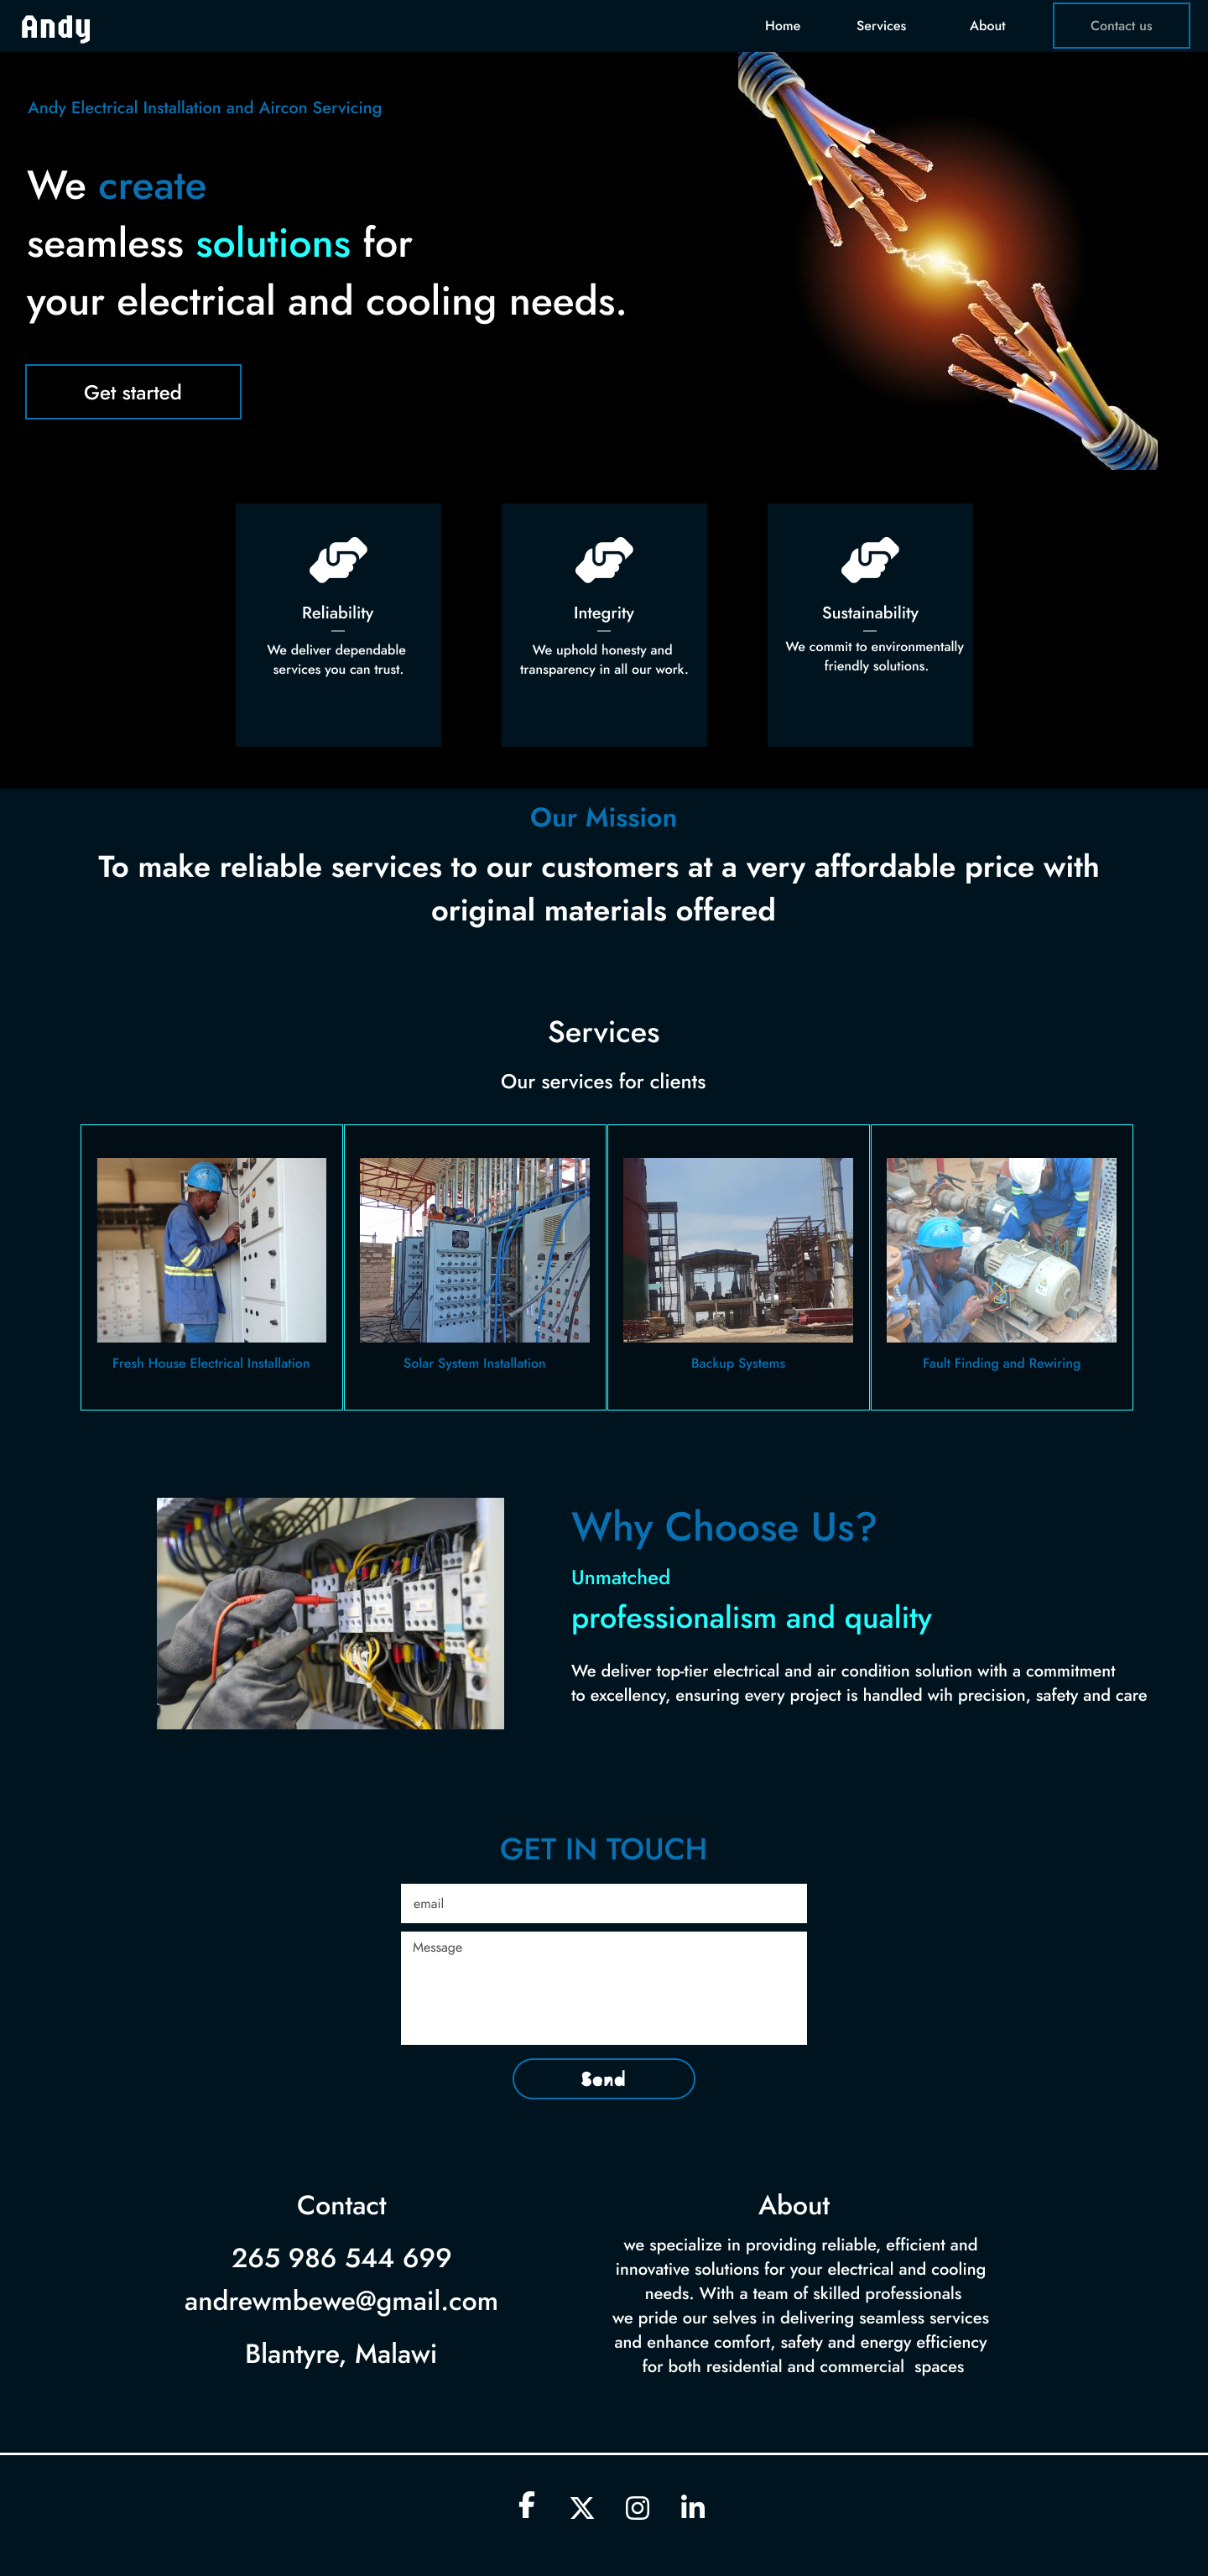 Andy
Home
Services
About
Contact us
Andy Electrical Installation and Aircon Servicing
We create
seamless solutions for
your electrical and cooling needs.
Get started
Reliability
We deliver dependable
services you can trust.
Integrity
We uphold honesty and
transparency in all our work.
Sustainability
We commit to environmentally
friendly solutions.
Our Mission
To make reliable services to our customers at a very affordable price with
original materials offered
Services
Our services for clients
Fresh House Electrical Installation
Solar System Installation
Backup Systems
Fault Finding and Rewiring
Why Choose Us?
Unmatched
professionalism and quality
We deliver top-tier electrical and air condition solution with a commitment
to excellency, ensuring every project is handled wih precision, safety and care
GET IN TOUCH
email
Message
Send
Contact
265 986 544 699
andrewmbewe@gmail.com
Blantyre, Malawi
About
we specialize in providing reliable, efficient and
innovative solutions for your electrical and cooling
needs. With a team of skilled professionals
we pride our selves in delivering seamless services
and enhance comfort, safety and energy efficiency
for both residential and commercial  spaces